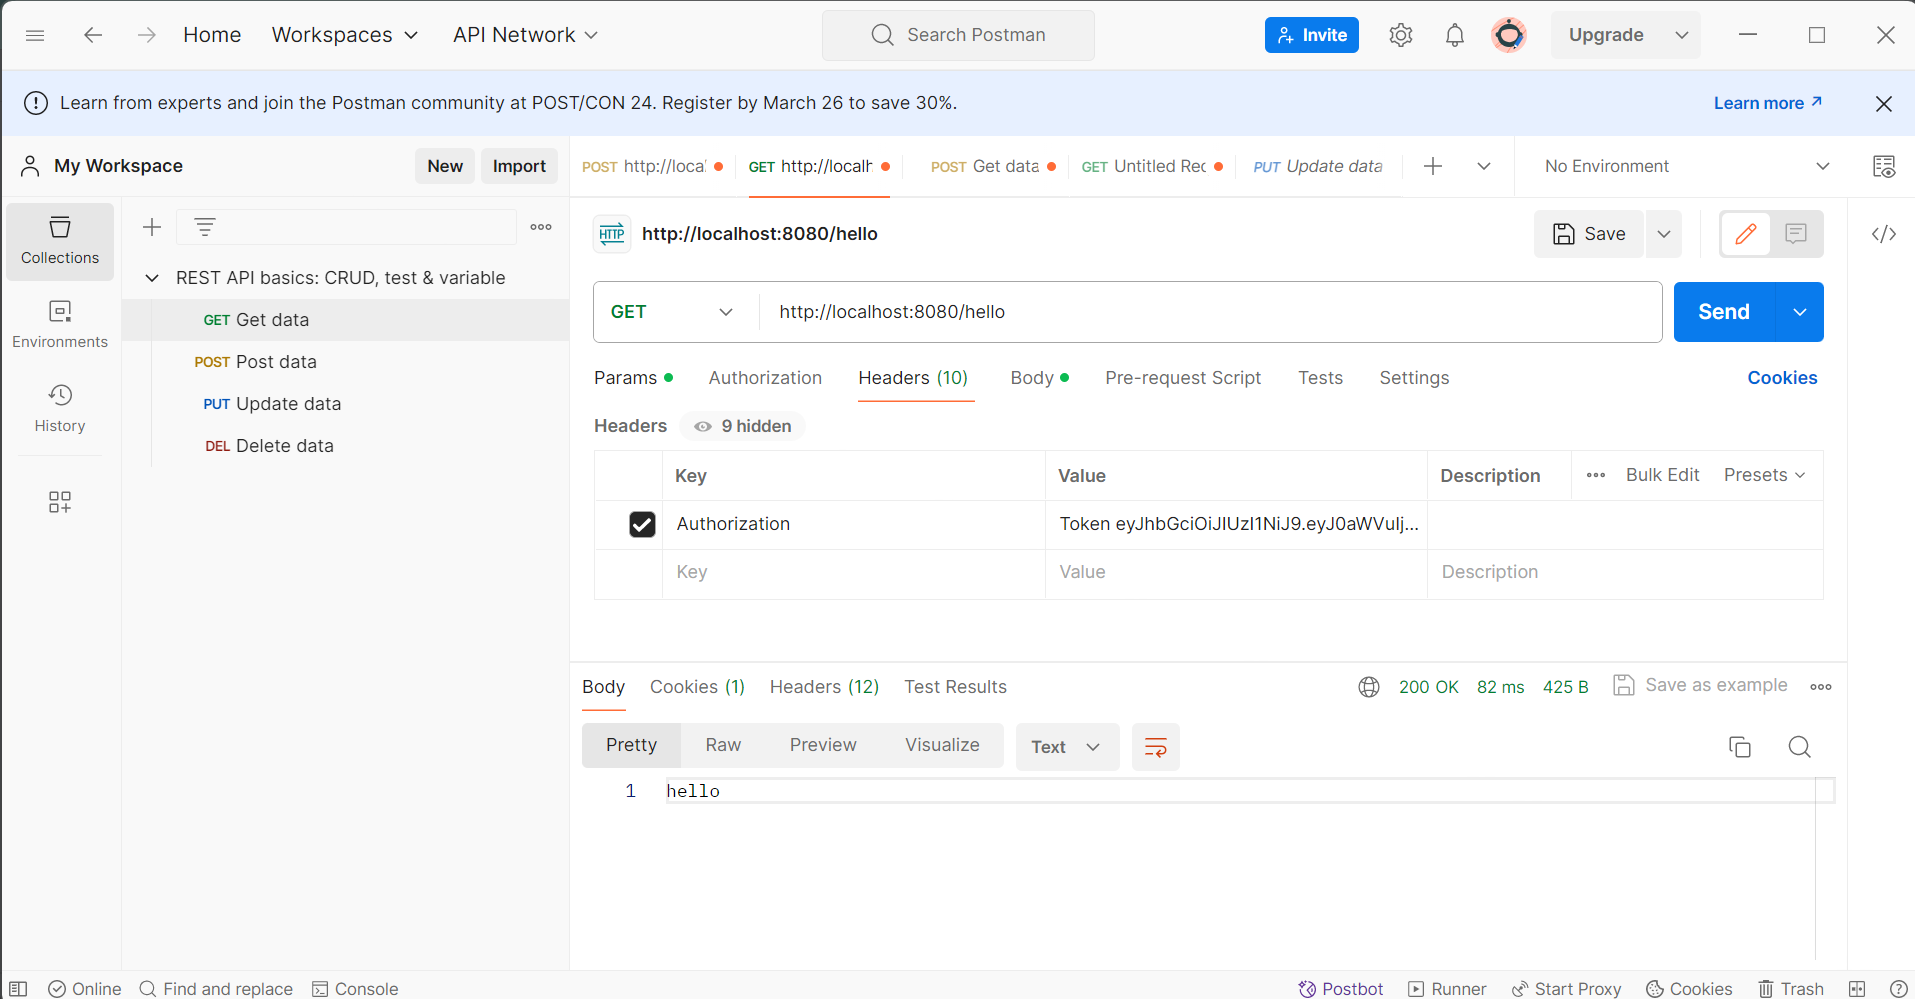 Home Workspaces API Network Search Postman Invite Upgrade
Learn from experts and join the Postman community at POST/CON 24. Register by March 26 to save 30%. Learn more
My Workspace New Import
POST http://local GET http://localh POST Get data GET Untitled Rec PUT Update data No Environment
Collections
Environments
History
REST API basics: CRUD, test & variable
GET Get data
POST Post data
PUT Update data
DEL Delete data
HTTP http://localhost:8080/hello Save
GET http://localhost:8080/hello Send
Params Authorization Headers (10) Body Pre-request Script Tests Settings Cookies
Headers 9 hidden
Key Value Description Bulk Edit Presets
Authorization Token eyJhbGciOiJIUzI1NiJ9.eyJ0aWVuIj...
Key Value Description
Body Cookies (1) Headers (12) Test Results 200 OK 82 ms 425 B Save as example
Pretty Raw Preview Visualize Text
1 hello
Online Find and replace Console Postbot Runner Start Proxy Cookies Trash